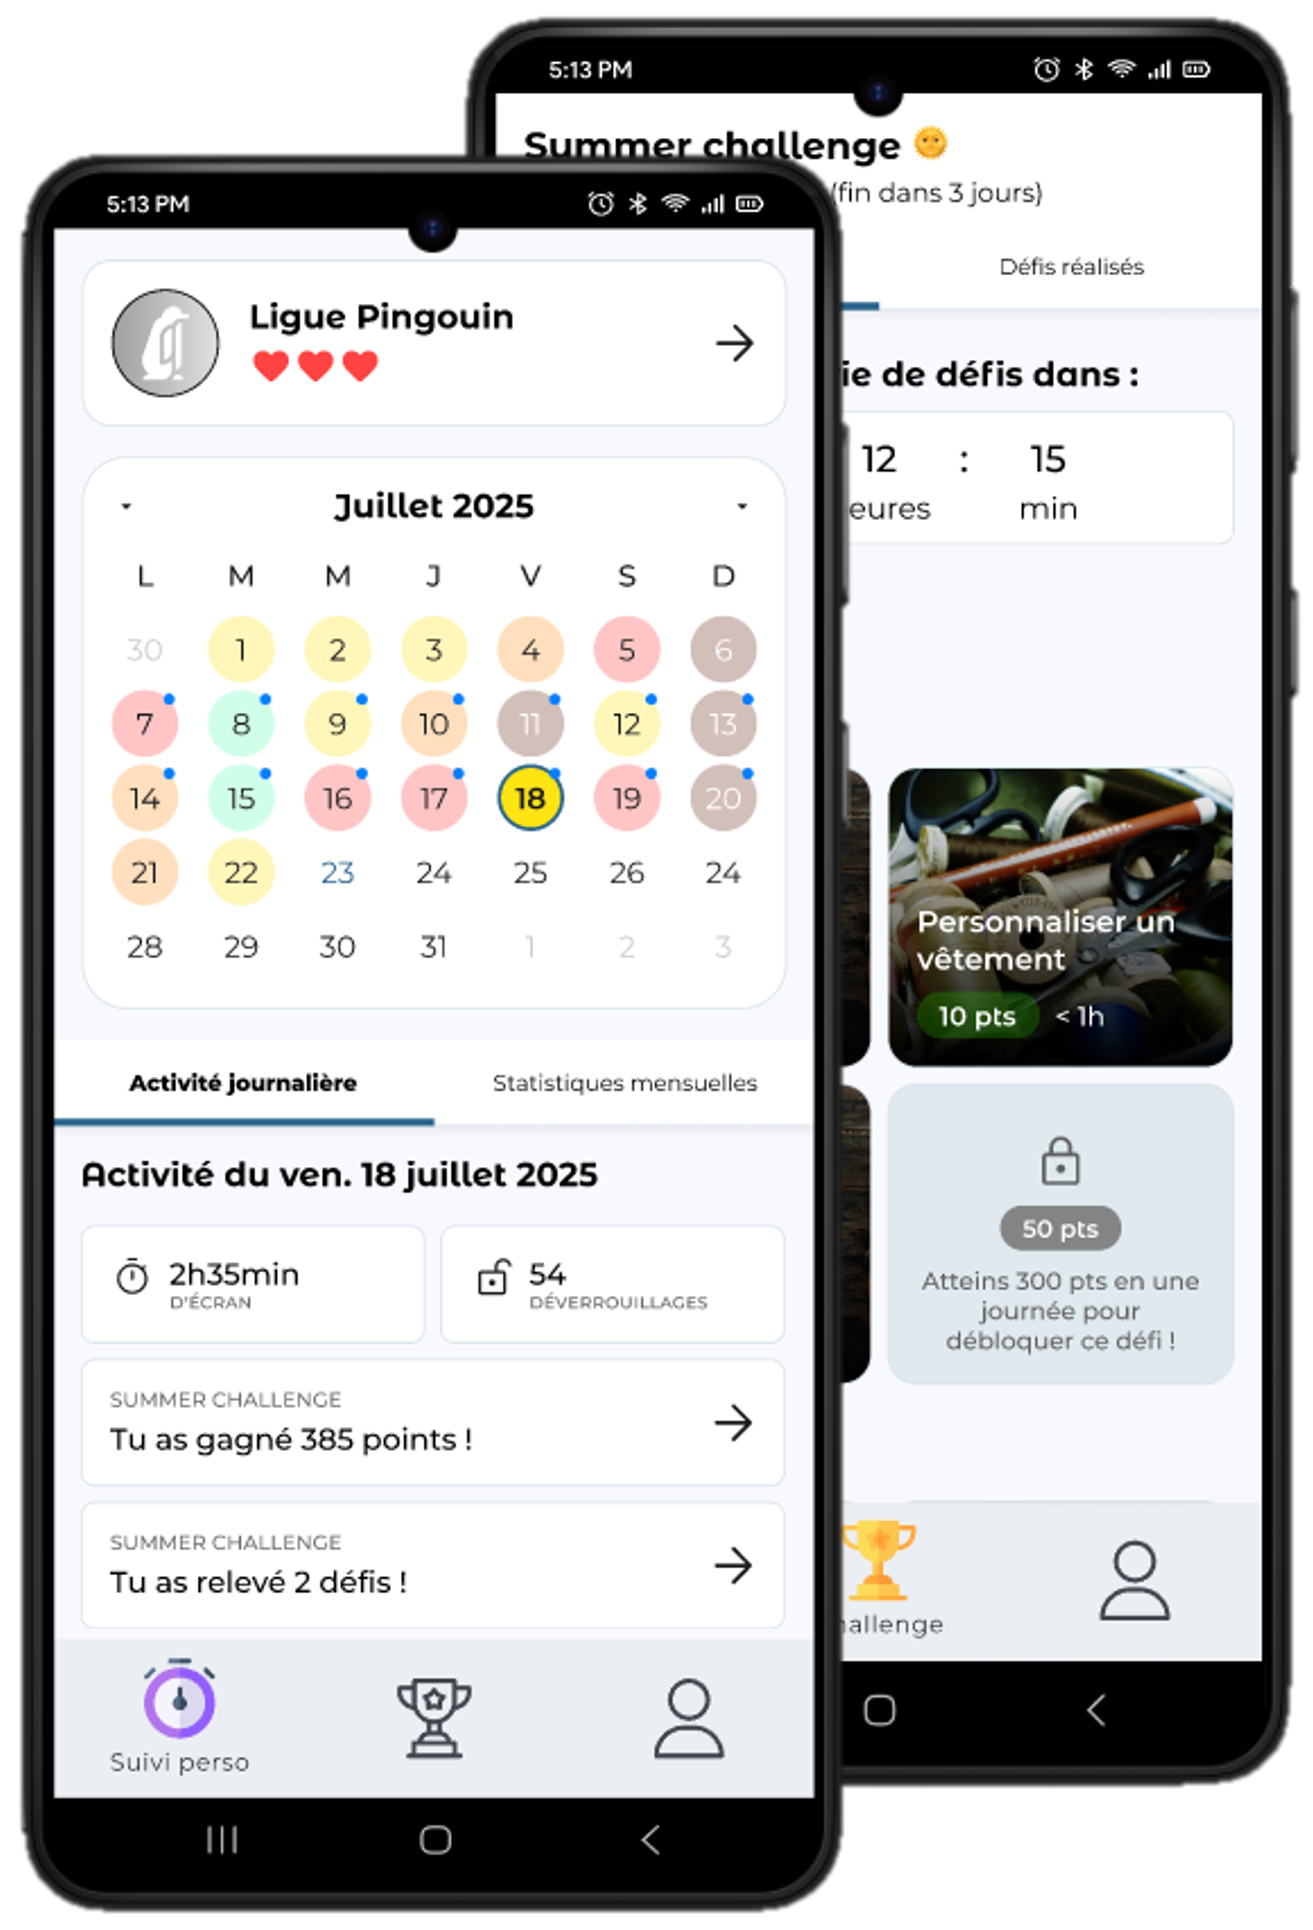 5:13 PM
Ligue Pingouin
Juillet 2025
L M M J V S D
30 1 2 3 4 5 6
7 8 9 10 11 12 13
14 15 16 17 18 19 20
21 22 23 24 25 26 24
28 29 30 31 1 2 3
Activité journalière Statistiques mensuelles
Activité du ven. 18 juillet 2025
2h35min 54
D'ÉCRAN DÉVERROUILLAGES
SUMMER CHALLENGE
Tu as gagné 385 points !
SUMMER CHALLENGE
Tu as relevé 2 défis !
Suivi perso
5:13 PM
Summer challenge
(fin dans 3 jours)
Défis réalisés
de défis dans :
12 : 15
min
Personnaliser un
vêtement
10 pts < 1h
50 pts
Atteins 300 pts en une
journée pour
débloquer ce défi !